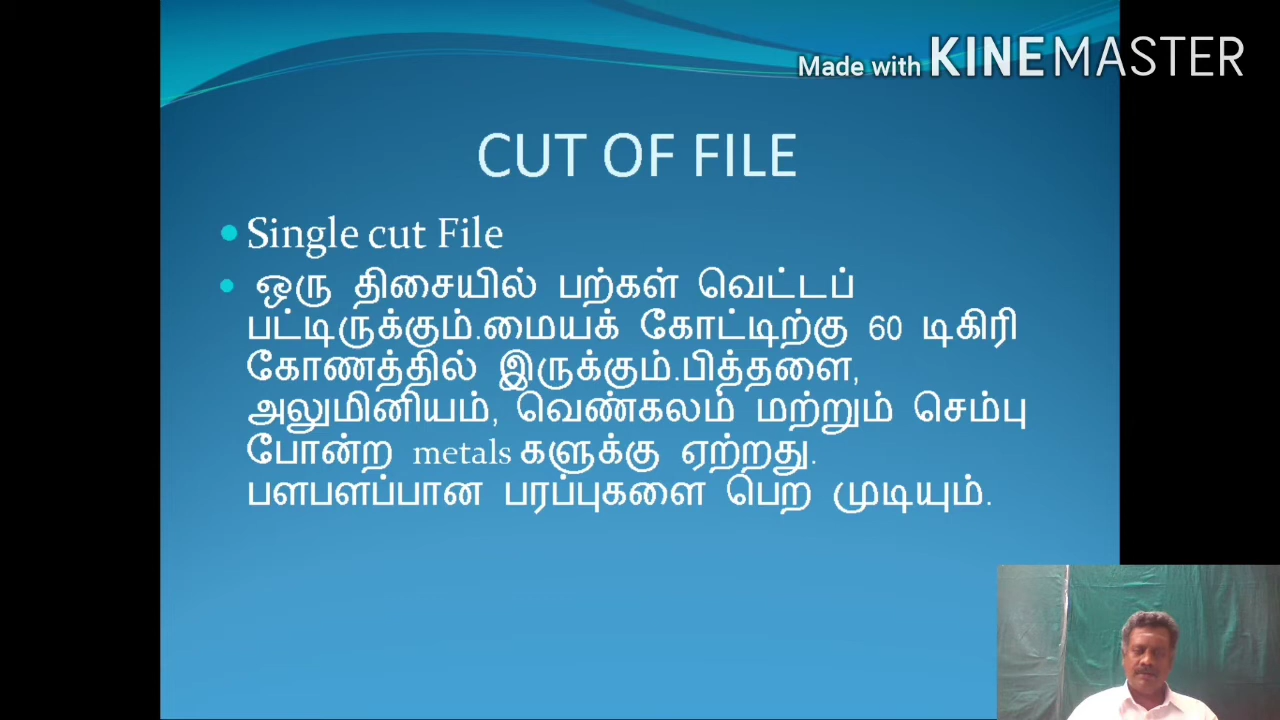 Made with KINEMASTER
CUT OF FILE
Single cut File
ஒரு திசையில் பற்கள் வெட்டப்
பட்டிருக்கும்.மையக் கோட்டிற்கு 60 டிகிரி
கோணத்தில் இருக்கும்.பித்தளை,
அலுமினியம், வெண்கலம் மற்றும் செம்பு
போன்ற metals களுக்கு ஏற்றது.
பளபளப்பான பரப்புகளை பெற முடியும்.